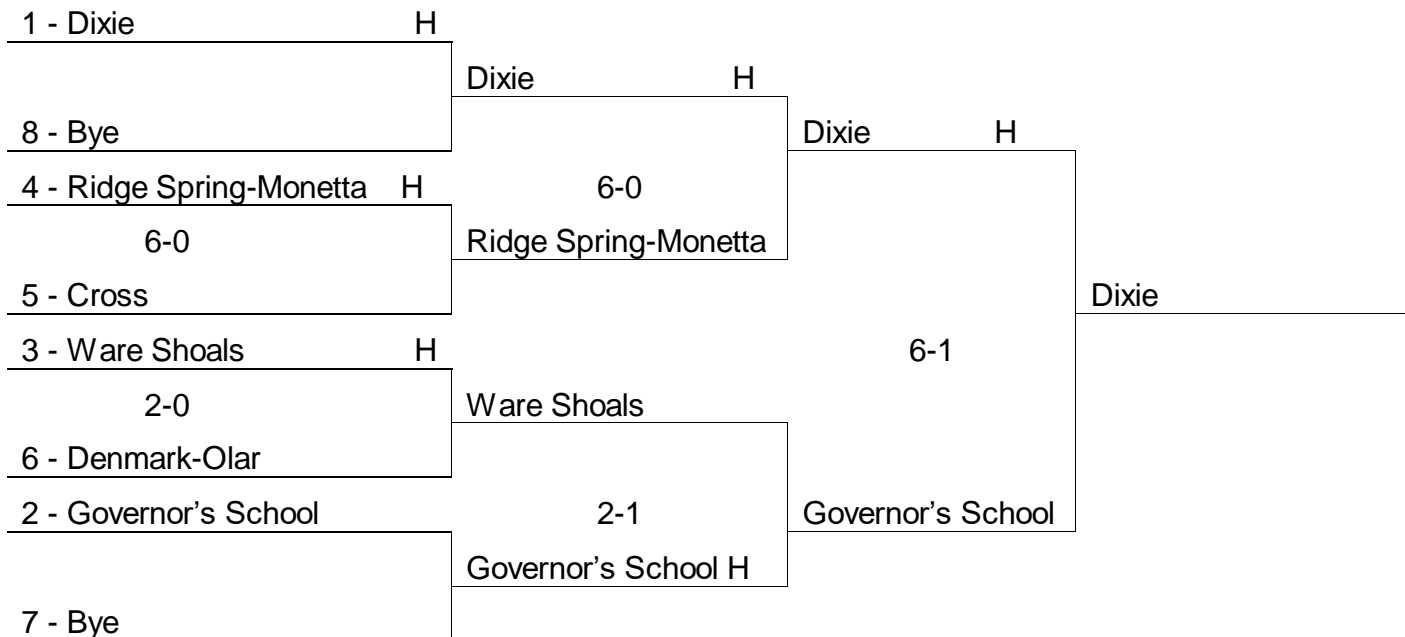 1 - Dixie H
Dixie H
8 - Bye
Dixie H
4 - Ridge Spring-Monetta H
6-0
6-0
Ridge Spring-Monetta
5 - Cross
Dixie
3 - Ware Shoals H
6-1
2-0
Ware Shoals
6 - Denmark-Olar
2 - Governor’s School
2-1
Governor’s School
Governor’s School H
7 - Bye